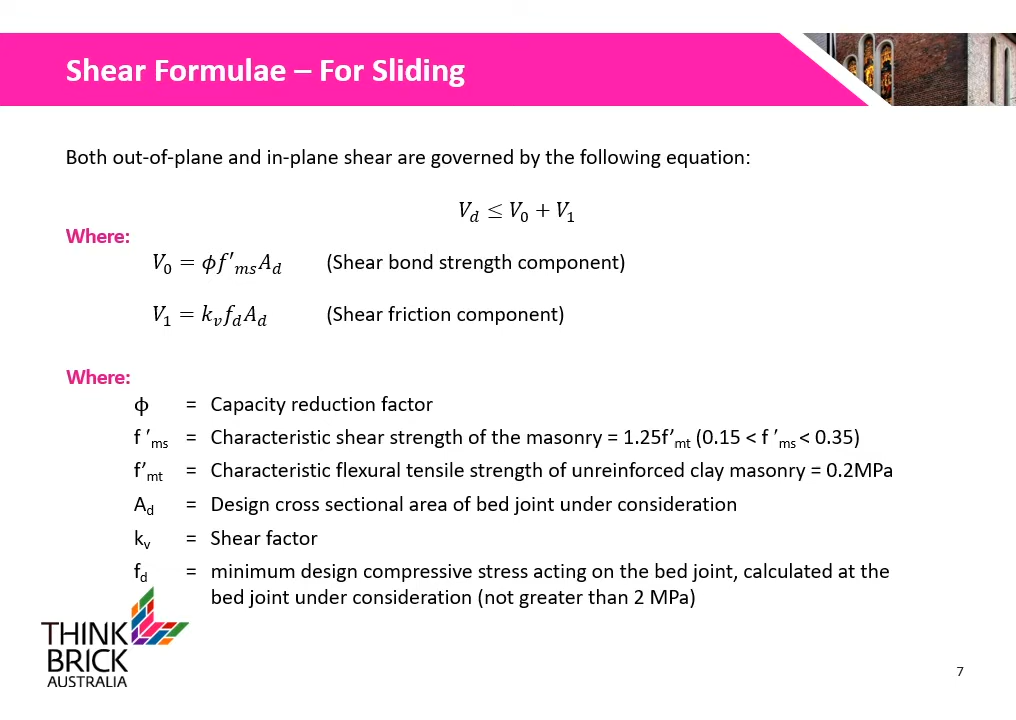 Shear Formulae – For Sliding
Both out-of-plane and in-plane shear are governed by the following equation:
V_d ≤ V_0 + V_1
Where:
V_0 = ϕf′_ms A_d (Shear bond strength component)
V_1 = k_v f_d A_d (Shear friction component)
Where:
ϕ = Capacity reduction factor
f ′_ms = Characteristic shear strength of the masonry = 1.25f′_mt (0.15 < f ′_ms < 0.35)
f′_mt = Characteristic flexural tensile strength of unreinforced clay masonry = 0.2MPa
A_d = Design cross sectional area of bed joint under consideration
k_v = Shear factor
f_d = minimum design compressive stress acting on the bed joint, calculated at the
bed joint under consideration (not greater than 2 MPa)
THINK
BRICK
AUSTRALIA
7